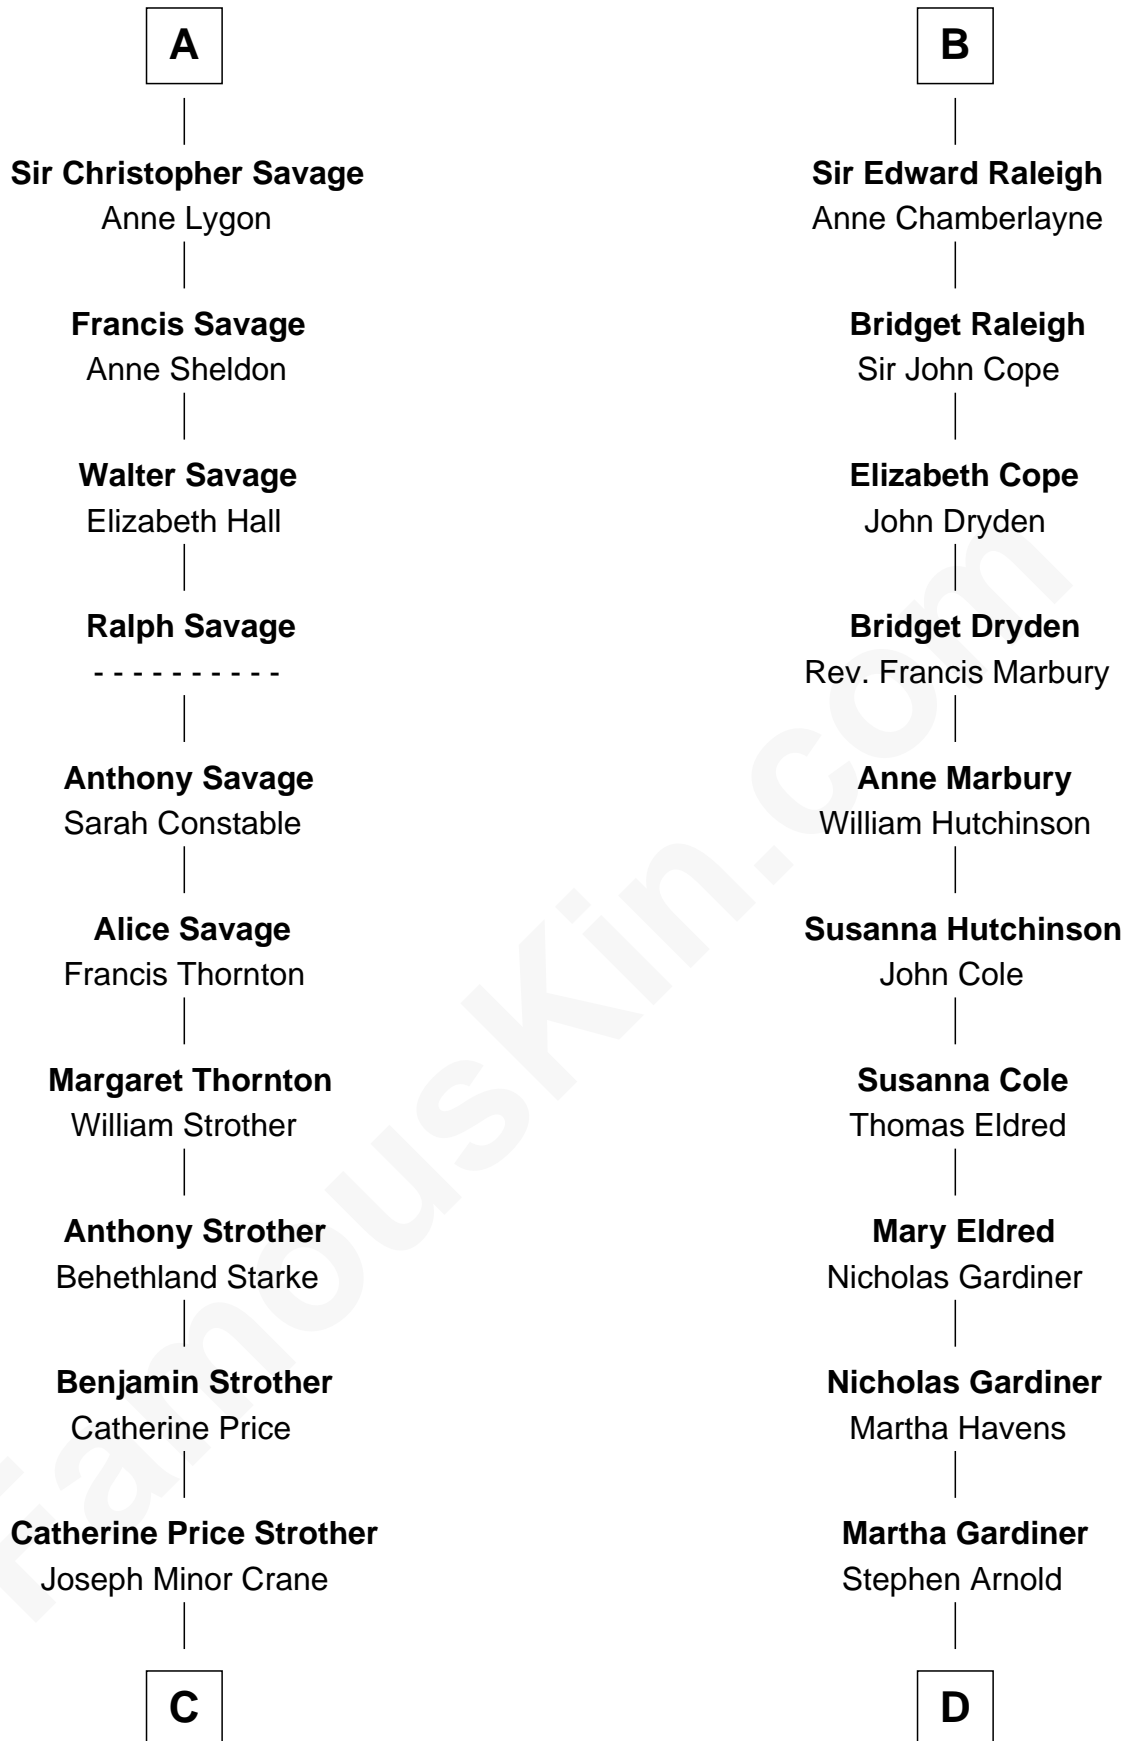 A
Sir Christopher Savage
Anne Lygon
Francis Savage
Anne Sheldon
Walter Savage
Elizabeth Hall
Ralph Savage
- - - - - - - - - -
Anthony Savage
Sarah Constable
Alice Savage
Francis Thornton
Margaret Thornton
William Strother
Anthony Strother
Behethland Starke
Benjamin Strother
Catherine Price
Catherine Price Strother
Joseph Minor Crane
C
B
Sir Edward Raleigh
Anne Chamberlayne
Bridget Raleigh
Sir John Cope
Elizabeth Cope
John Dryden
Bridget Dryden
Rev. Francis Marbury
Anne Marbury
William Hutchinson
Susanna Hutchinson
John Cole
Susanna Cole
Thomas Eldred
Mary Eldred
Nicholas Gardiner
Nicholas Gardiner
Martha Havens
Martha Gardiner
Stephen Arnold
D
FamousKin.com